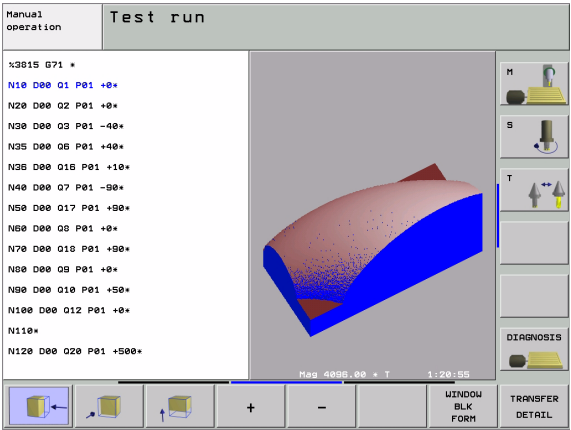 Manual
operation
Test run
%3815 G71 *
N10 D00 Q1 P01 +0*
N20 D00 Q2 P01 +0*
N30 D00 Q3 P01 -40*
N35 D00 Q6 P01 +40*
N36 D00 Q16 P01 +10*
N40 D00 Q7 P01 -90*
N50 D00 Q17 P01 +90*
N60 D00 Q8 P01 +0*
N70 D00 Q18 P01 +90*
N80 D00 Q9 P01 +0*
N90 D00 Q10 P01 +50*
N100 D00 Q12 P01 +0*
N110*
N120 D00 Q20 P01 +500*
Mag 4096.00 * T 1:20:55
M
S
T
DIAGNOSIS
+
-
WINDOW
BLK
FORM
TRANSFER
DETAIL